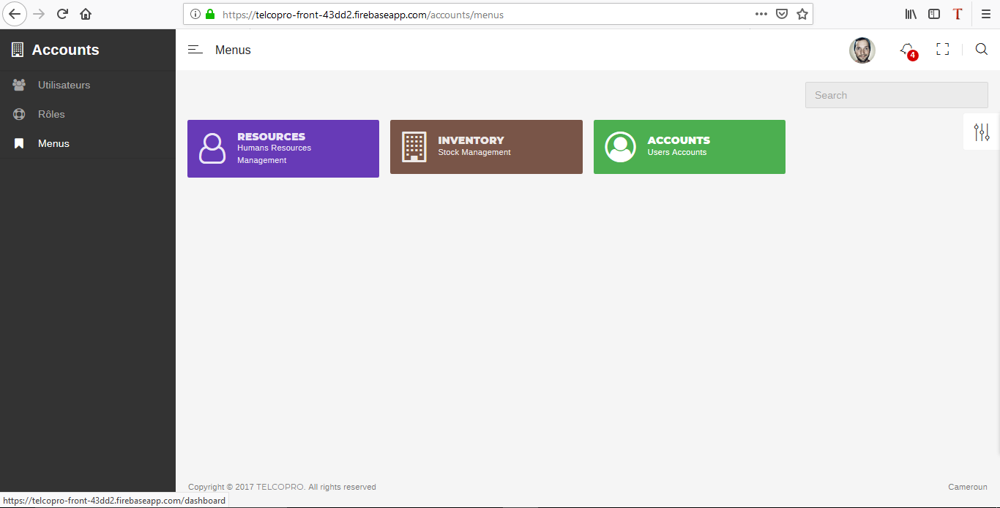 https://telcopro-front-43dd2.firebaseapp.com/accounts/menus
T
Accounts
Menus
4
Utilisateurs
Rôles
Menus
Search
RESOURCES
Humans Resources
Management
INVENTORY
Stock Management
ACCOUNTS
Users Accounts
Copyright © 2017 TELCOPRO. All rights reserved
Cameroun
https://telcopro-front-43dd2.firebaseapp.com/dashboard